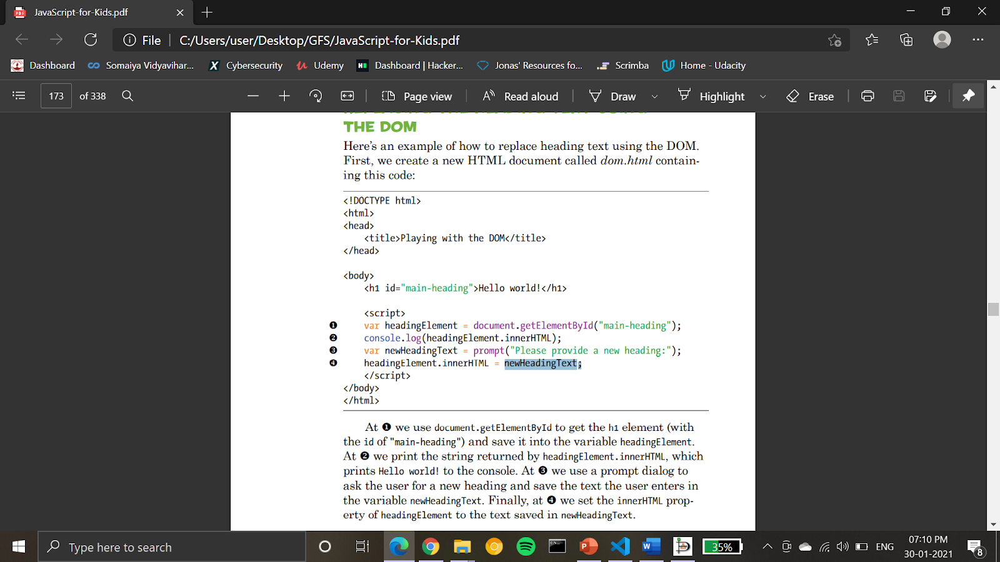 JavaScript-for-Kids.pdf
File C:/Users/user/Desktop/GFS/JavaScript-for-Kids.pdf
Dashboard Somaiya Vidyavihar... Cybersecurity Udemy Dashboard | Hacker... Jonas' Resources fo... Scrimba Home - Udacity
173 of 338 Page view Read aloud Draw Highlight Erase
REPLACING THE HEADING TEXT USING
THE DOM
Here's an example of how to replace heading text using the DOM.
First, we create a new HTML document called dom.html contain-
ing this code:
<!DOCTYPE html>
<html>
<head>
<title>Playing with the DOM</title>
</head>
<body>
<h1 id="main-heading">Hello world!</h1>
<script>
❶ var headingElement = document.getElementById("main-heading");
❷ console.log(headingElement.innerHTML);
❸ var newHeadingText = prompt("Please provide a new heading:");
❹ headingElement.innerHTML = newHeadingText;
</script>
</body>
</html>
At ❶ we use document.getElementById to get the h1 element (with
the id of "main-heading") and save it into the variable headingElement.
At ❷ we print the string returned by headingElement.innerHTML, which
prints Hello world! to the console. At ❸ we use a prompt dialog to
ask the user for a new heading and save the text the user enters in
the variable newHeadingText. Finally, at ❹ we set the innerHTML prop-
erty of headingElement to the text saved in newHeadingText.
Type here to search 35% ENG 07:10 PM
30-01-2021 8